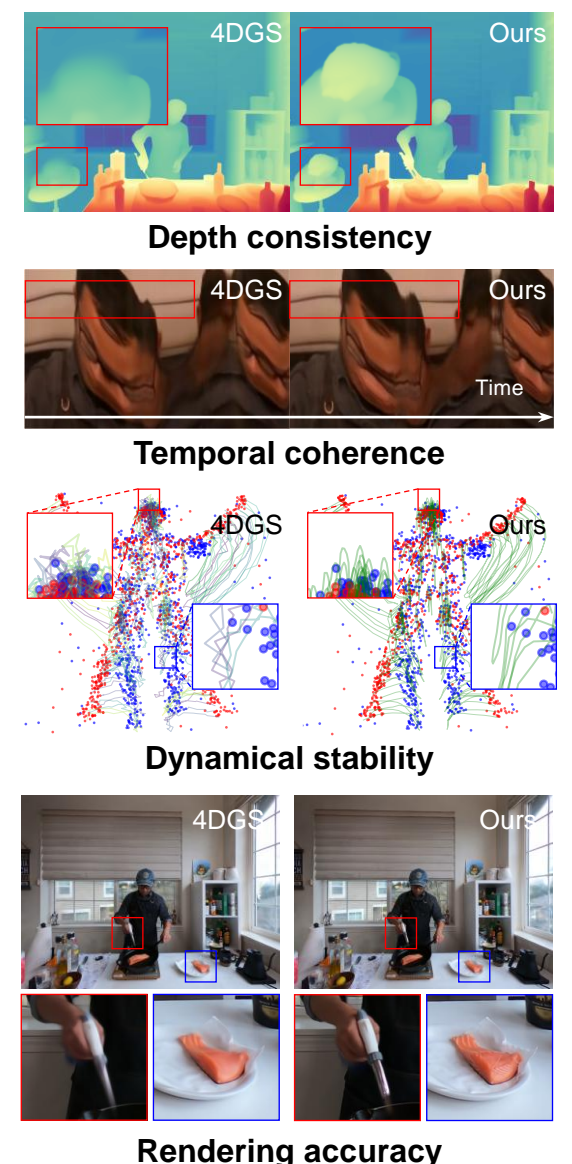 4DGS Ours
Depth consistency
4DGS Ours
Time
Temporal coherence
4DGS Ours
Dynamical stability
4DGS Ours
Rendering accuracy